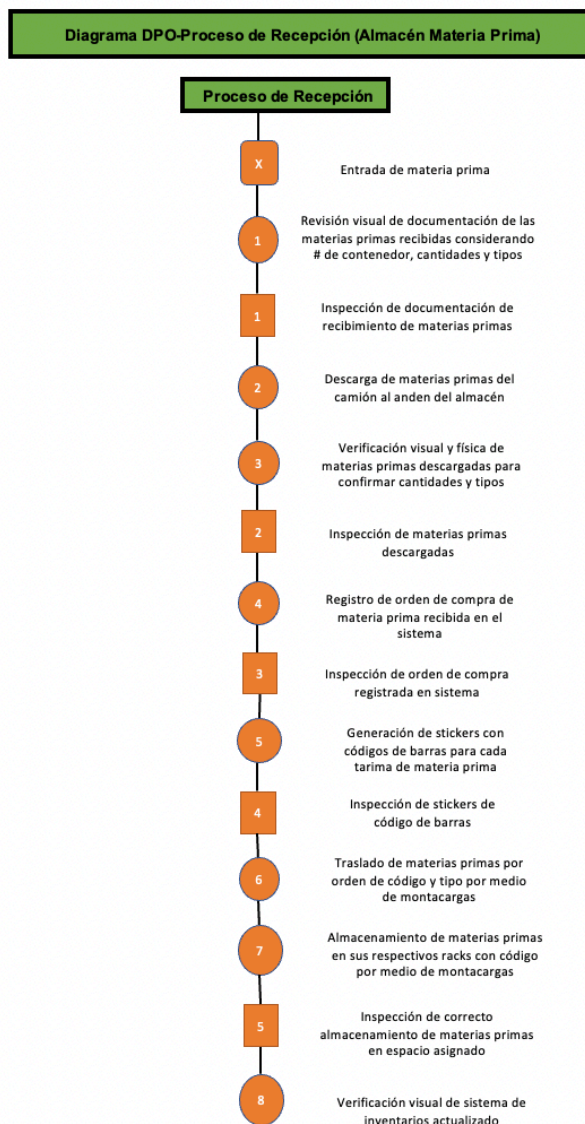 Diagrama DPO-Proceso de Recepción (Almacén Materia Prima)
Proceso de Recepción
X
Entrada de materia prima
1
Revisión visual de documentación de las
materias primas recibidas considerando
# de contenedor, cantidades y tipos
1
Inspección de documentación de
recibimiento de materias primas
2
Descarga de materias primas del
camión al anden del almacén
3
Verificación visual y física de
materias primas descargadas para
confirmar cantidades y tipos
2
Inspección de materias primas
descargadas
4
Registro de orden de compra de
materia prima recibida en el
sistema
3
Inspección de orden de compra
registrada en sistema
5
Generación de stickers con
códigos de barras para cada
tarima de materia prima
4
Inspección de stickers de
código de barras
6
Traslado de materias primas por
orden de código y tipo por medio
de montacargas
7
Almacenamiento de materias primas
en sus respectivos racks con código
por medio de montacargas
5
Inspección de correcto
almacenamiento de materias primas
en espacio asignado
8
Verificación visual de sistema de
inventarios actualizado